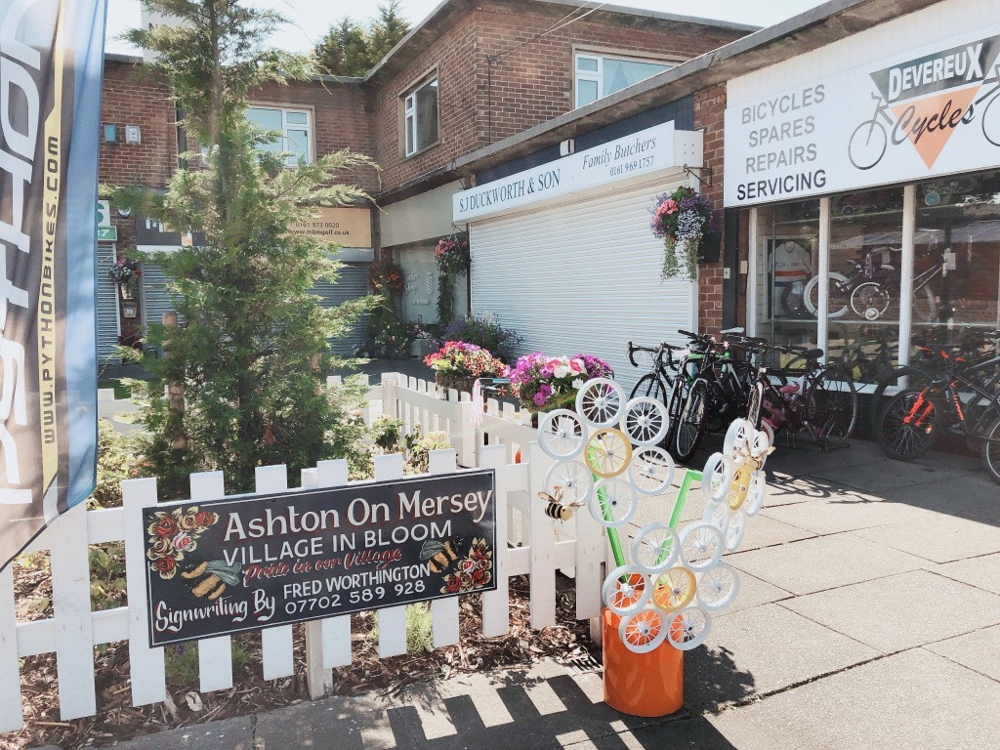 PYTHON
WWW.PYTHONBIKES.COM
0161 973 0020
www.mbmgolf.co.uk
S.J DUCKWORTH & SON
Family Butchers
0161 969 1757
BICYCLES
SPARES
REPAIRS
SERVICING
DEVEREUX
Cycles
Ashton On Mersey
VILLAGE IN BLOOM
Pride in our Village
Signwriting By FRED WORTHINGTON
07702 589 928